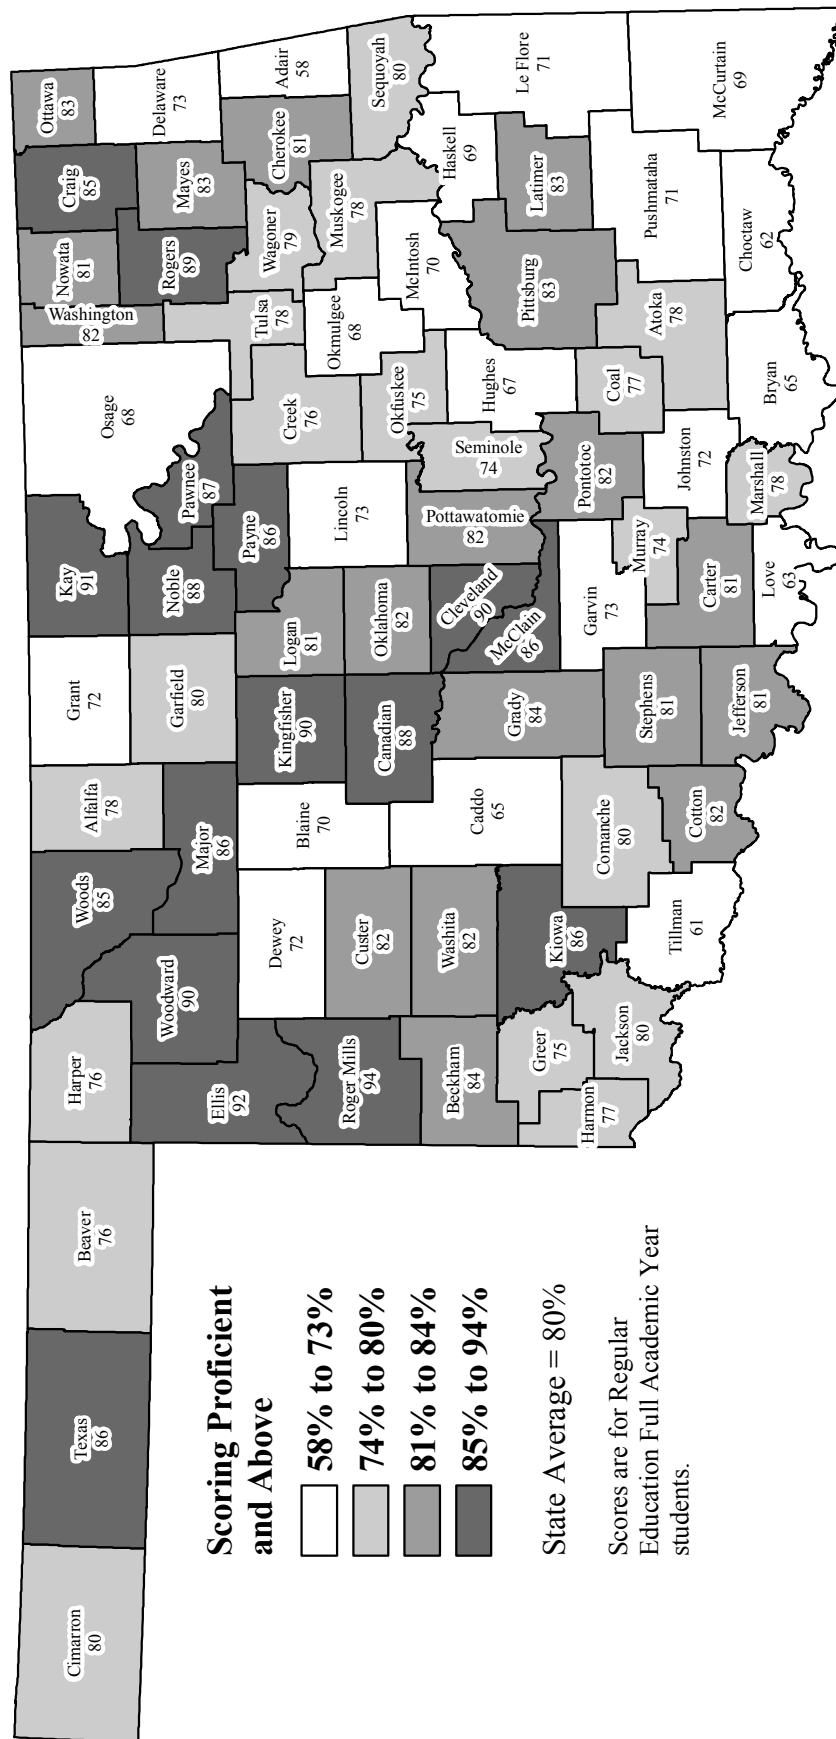 Cimarron
80
Texas
86
Beaver
76
Harper
76
Woods
85
Alfalfa
78
Grant
72
Kay
91
Osage
68
Washington
82
Nowata
81
Craig
85
Ottawa
83
Ellis
92
Woodward
90
Major
86
Garfield
80
Noble
88
Pawnee
87
Rogers
89
Mayes
83
Delaware
73
Roger Mills
94
Dewey
72
Blaine
70
Kingfisher
90
Logan
81
Payne
86
Creek
76
Tulsa
78
Wagoner
79
Cherokee
81
Adair
58
Custer
82
Canadian
88
Oklahoma
82
Lincoln
73
Okfuskee
75
Okmulgee
68
Muskogee
78
Sequoyah
80
Beckham
84
Washita
82
Caddo
65
Grady
84
Cleveland
90
McClain
86
Pottawatomie
82
Seminole
74
Hughes
67
McIntosh
70
Haskell
69
Le Flore
71
Greer
75
Kiowa
86
Comanche
80
Garvin
73
Pontotoc
82
Coal
77
Pittsburg
83
Latimer
83
Harmon
77
Jackson
80
Tillman
61
Cotton
82
Stephens
81
Murray
74
Johnston
72
Atoka
78
Pushmataha
71
McCurtain
69
Jefferson
81
Carter
81
Love
63
Marshall
78
Bryan
65
Choctaw
62
Scoring Proficient
and Above
58% to 73%
74% to 80%
81% to 84%
85% to 94%
State Average = 80%
Scores are for Regular
Education Full Academic Year
students.